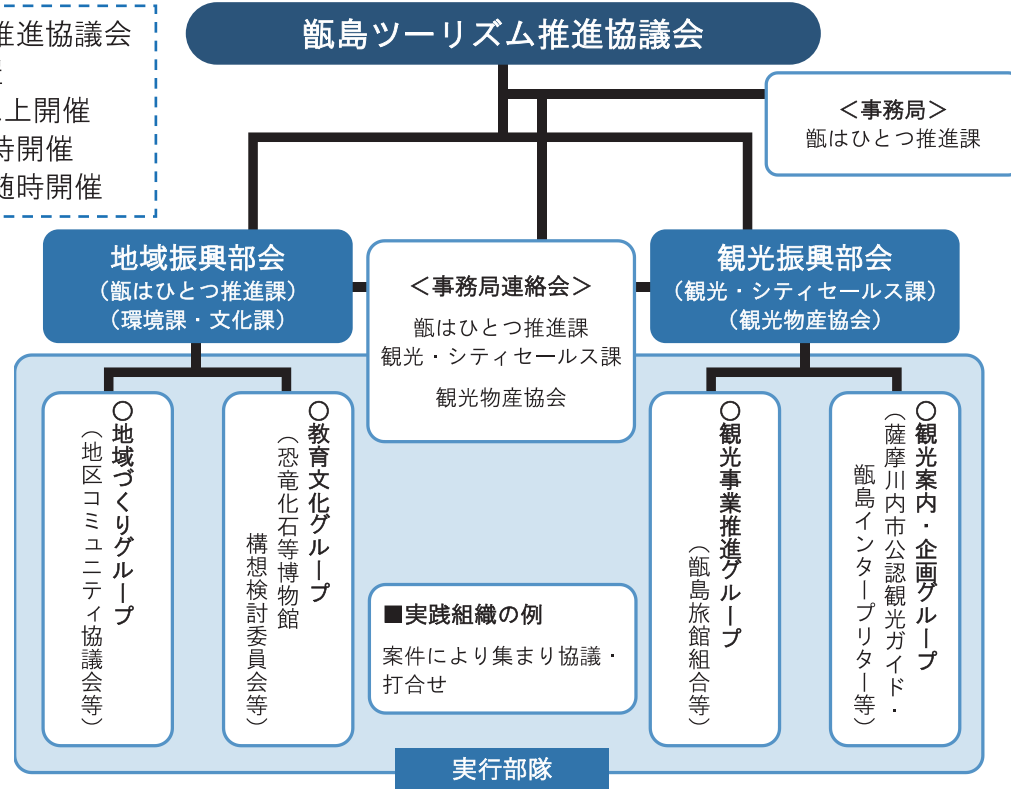 推進協議会
上開催
時開催
随時開催
甑島ツーリズム推進協議会
＜事務局＞
甑はひとつ推進課
地域振興部会
（甑はひとつ推進課）
（環境課・文化課）
＜事務局連絡会＞
甑はひとつ推進課
観光・シティセールス課
観光物産協会
観光振興部会
（観光・シティセールス課）
（観光物産協会）
○地域づくりグループ
（地区コミュニティ協議会等）
○教育文化グループ
（恐竜化石等博物館
構想検討委員会等）
■実践組織の例
案件により集まり協議・
打合せ
○観光事業推進グループ
（甑島旅館組合等）
○観光案内・企画グループ
（薩摩川内市公認観光ガイド・
甑島インタープリター等）
実行部隊